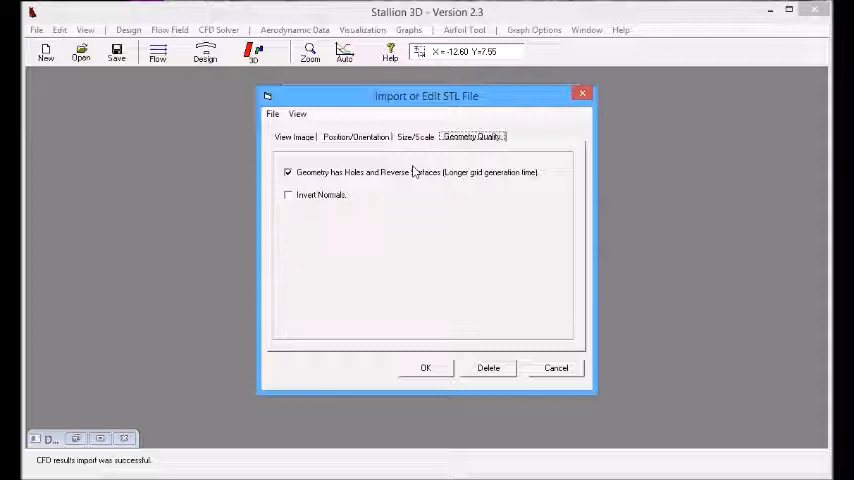 Stallion 3D - Version 2.3
File Edit View Design Flow Field CFD Solver Aerodynamic Data Visualization Graphs Airfoil Tool Graph Options Window Help
New Open Save Flow Design 3D Zoom Auto Help X = -12.60 Y=7.55
Import or Edit STL File
File View
View Image Position/Orientation Size/Scale Geometry Quality
Geometry has Holes and Reverse (Longer grid generation time)
Invert Normals.
OK Delete Cancel
D...
CFD results import was successful.